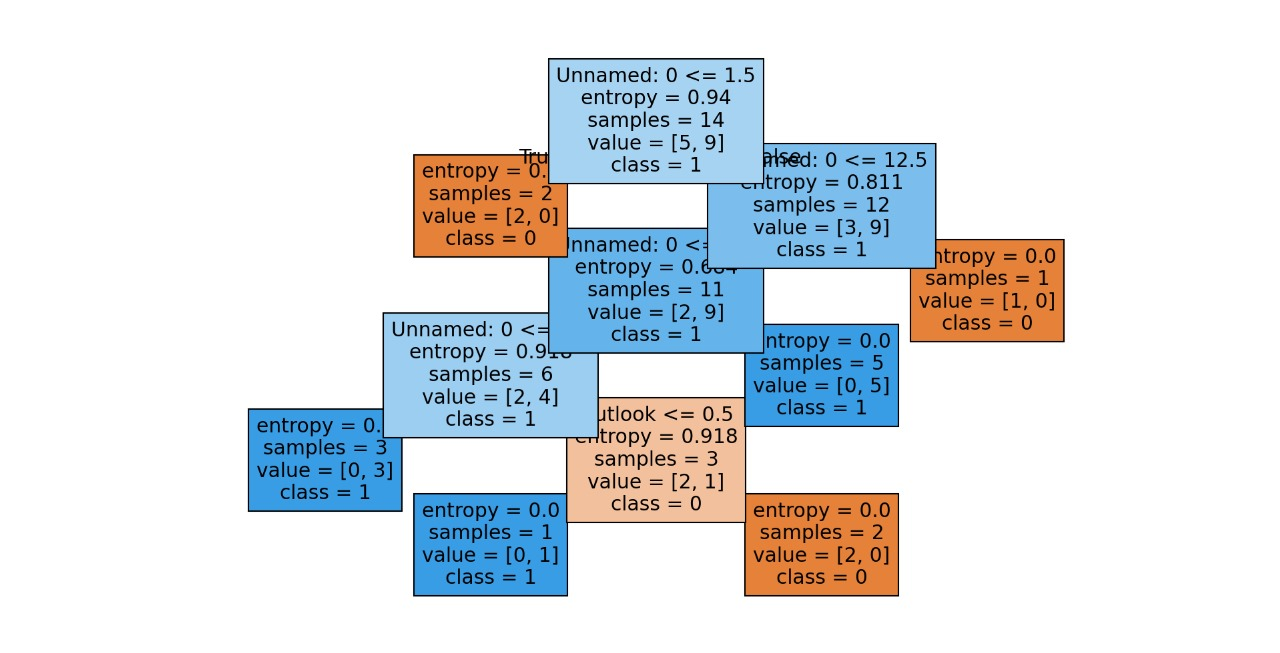 Unnamed: 0 <= 1.5
entropy = 0.94
samples = 14
value = [5, 9]
class = 1
entropy = 0.
samples = 2
value = [2, 0]
class = 0
0 <= 12.5
entropy = 0.811
samples = 12
value = [3, 9]
class = 1
Unnamed: 0 <=
entropy = 0.684
samples = 11
value = [2, 9]
class = 1
entropy = 0.0
samples = 1
value = [1, 0]
class = 0
Unnamed: 0 <=
entropy = 0.918
samples = 6
value = [2, 4]
class = 1
entropy = 0.0
samples = 5
value = [0, 5]
class = 1
entropy = 0.
samples = 3
value = [0, 3]
class = 1
outlook <= 0.5
entropy = 0.918
samples = 3
value = [2, 1]
class = 0
entropy = 0.0
samples = 1
value = [0, 1]
class = 1
entropy = 0.0
samples = 2
value = [2, 0]
class = 0